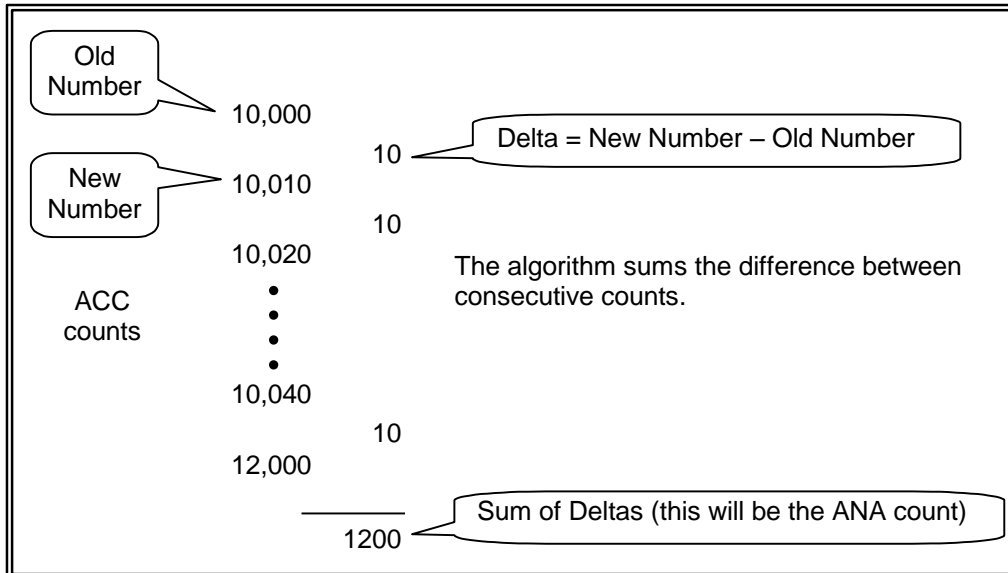 Old
Number
10,000
10
Delta = New Number – Old Number
New
Number
10,010
10
10,020
The algorithm sums the difference between
consecutive counts.
ACC
counts
10,040
10
12,000
1200
Sum of Deltas (this will be the ANA count)